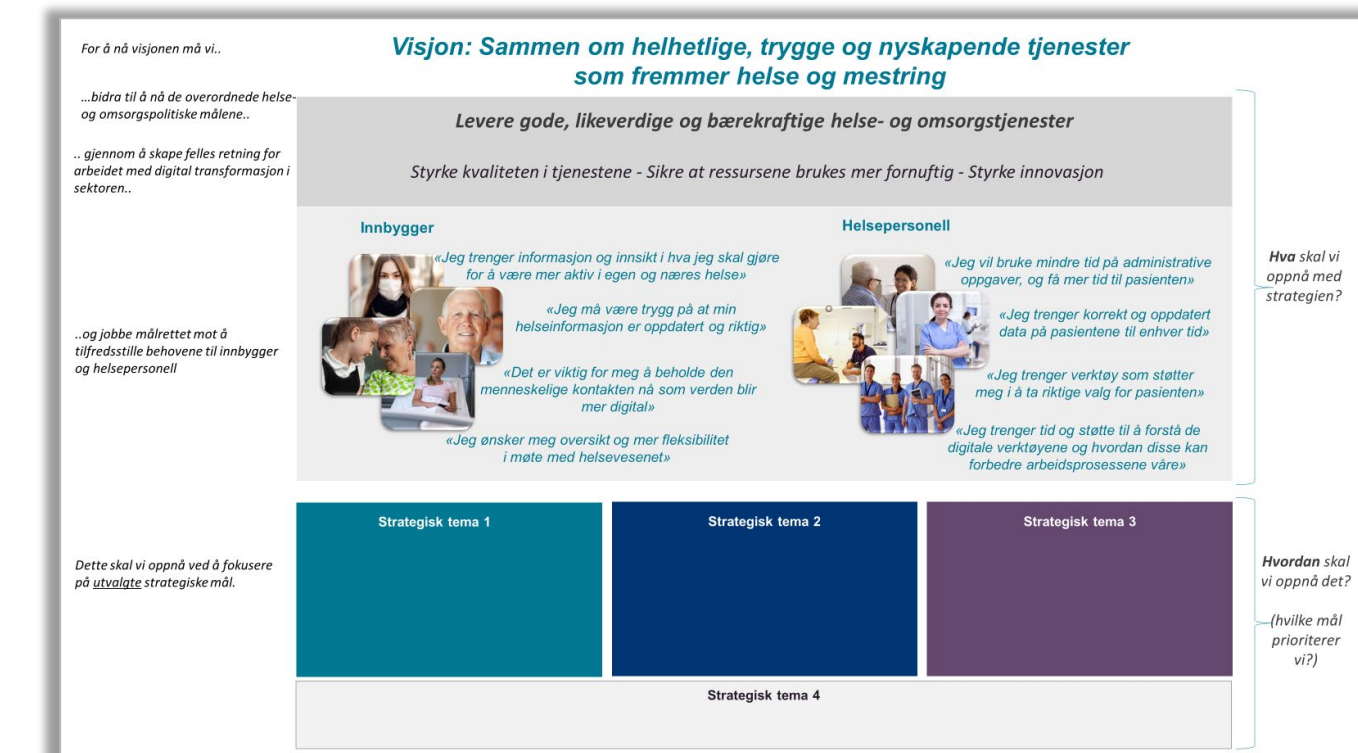 For å nå visjonen må vi..
Visjon: Sammen om helhetlige, trygge og nyskapende tjenester
som fremmer helse og mestring
…bidra til å nå de overordnede helse-
og omsorgspolitiske målene..
Levere gode, likeverdige og bærekraftige helse- og omsorgstjenester
.. gjennom å skape felles retning for
arbeidet med digital transformasjon i
sektoren..
Styrke kvaliteten i tjenestene - Sikre at ressursene brukes mer fornuftig - Styrke innovasjon
..og jobbe målrettet mot å
tilfredsstille behovene til innbygger
og helsepersonell
Innbygger
«Jeg trenger informasjon og innsikt i hva jeg skal gjøre
for å være mer aktiv i egen og næres helse»
«Jeg må være trygg på at min
helseinformasjon er oppdatert og riktig»
«Det er viktig for meg å beholde den
menneskelige kontakten nå som verden blir
mer digital»
«Jeg ønsker meg oversikt og mer fleksibilitet
i møte med helsevesenet»
Helsepersonell
«Jeg vil bruke mindre tid på administrative
oppgaver, og få mer tid til pasienten»
«Jeg trenger korrekt og oppdatert
data på pasientene til enhver tid»
«Jeg trenger verktøy som støtter
meg i å ta riktige valg for pasienten»
«Jeg trenger tid og støtte til å forstå de
digitale verktøyene og hvordan disse kan
forbedre arbeidsprosessene våre»
Hva skal vi
oppnå med
strategien?
Dette skal vi oppnå ved å fokusere
på utvalgte strategiske mål.
Strategisk tema 1
Strategisk tema 2
Strategisk tema 3
Strategisk tema 4
Hvordan skal
vi oppnå det?
(hvilke mål
prioriterer
vi?)